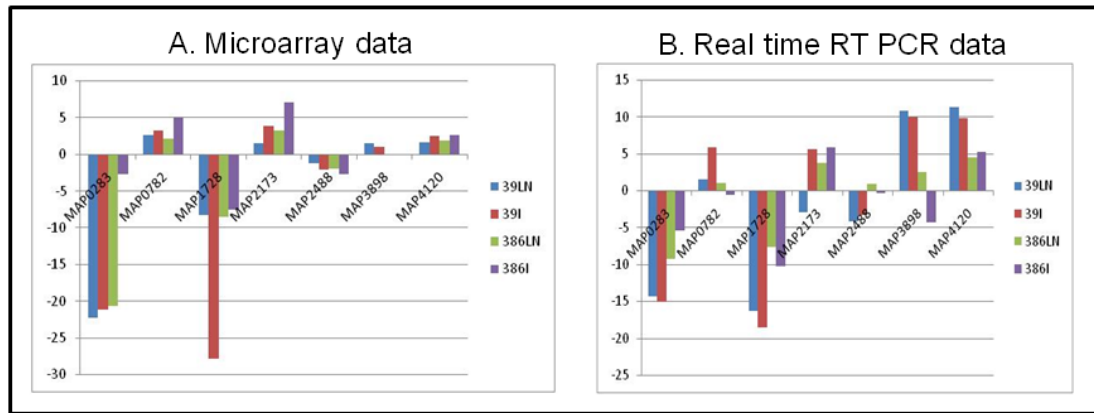 A. Microarray data
10
5
0
-5
-10
-15
-20
-25
-30
MAP0283
MAP0782
MAP1728
MAP2173
MAP2488
MAP3898
MAP4120
39LN
39I
386LN
386I
B. Real time RT PCR data
15
10
5
0
-5
-10
-15
-20
-25
MAP0283
MAP0782
MAP1728
MAP2173
MAP2488
MAP3898
MAP4120
39LN
39I
386LN
386I